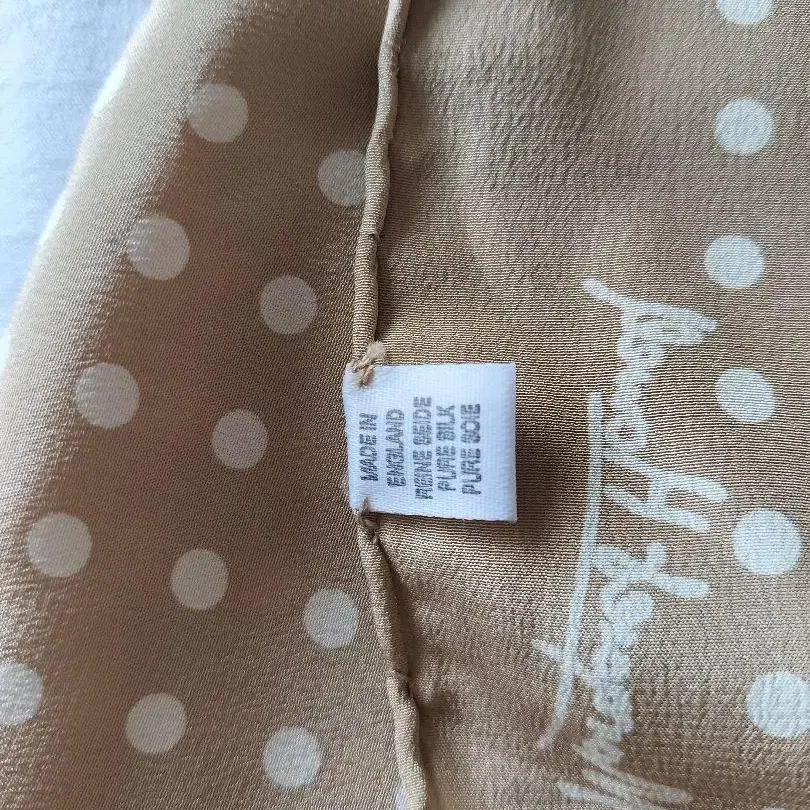 MADE IN
ENGLAND
REINE SEIDE
PURE SILK
PURE SOIE